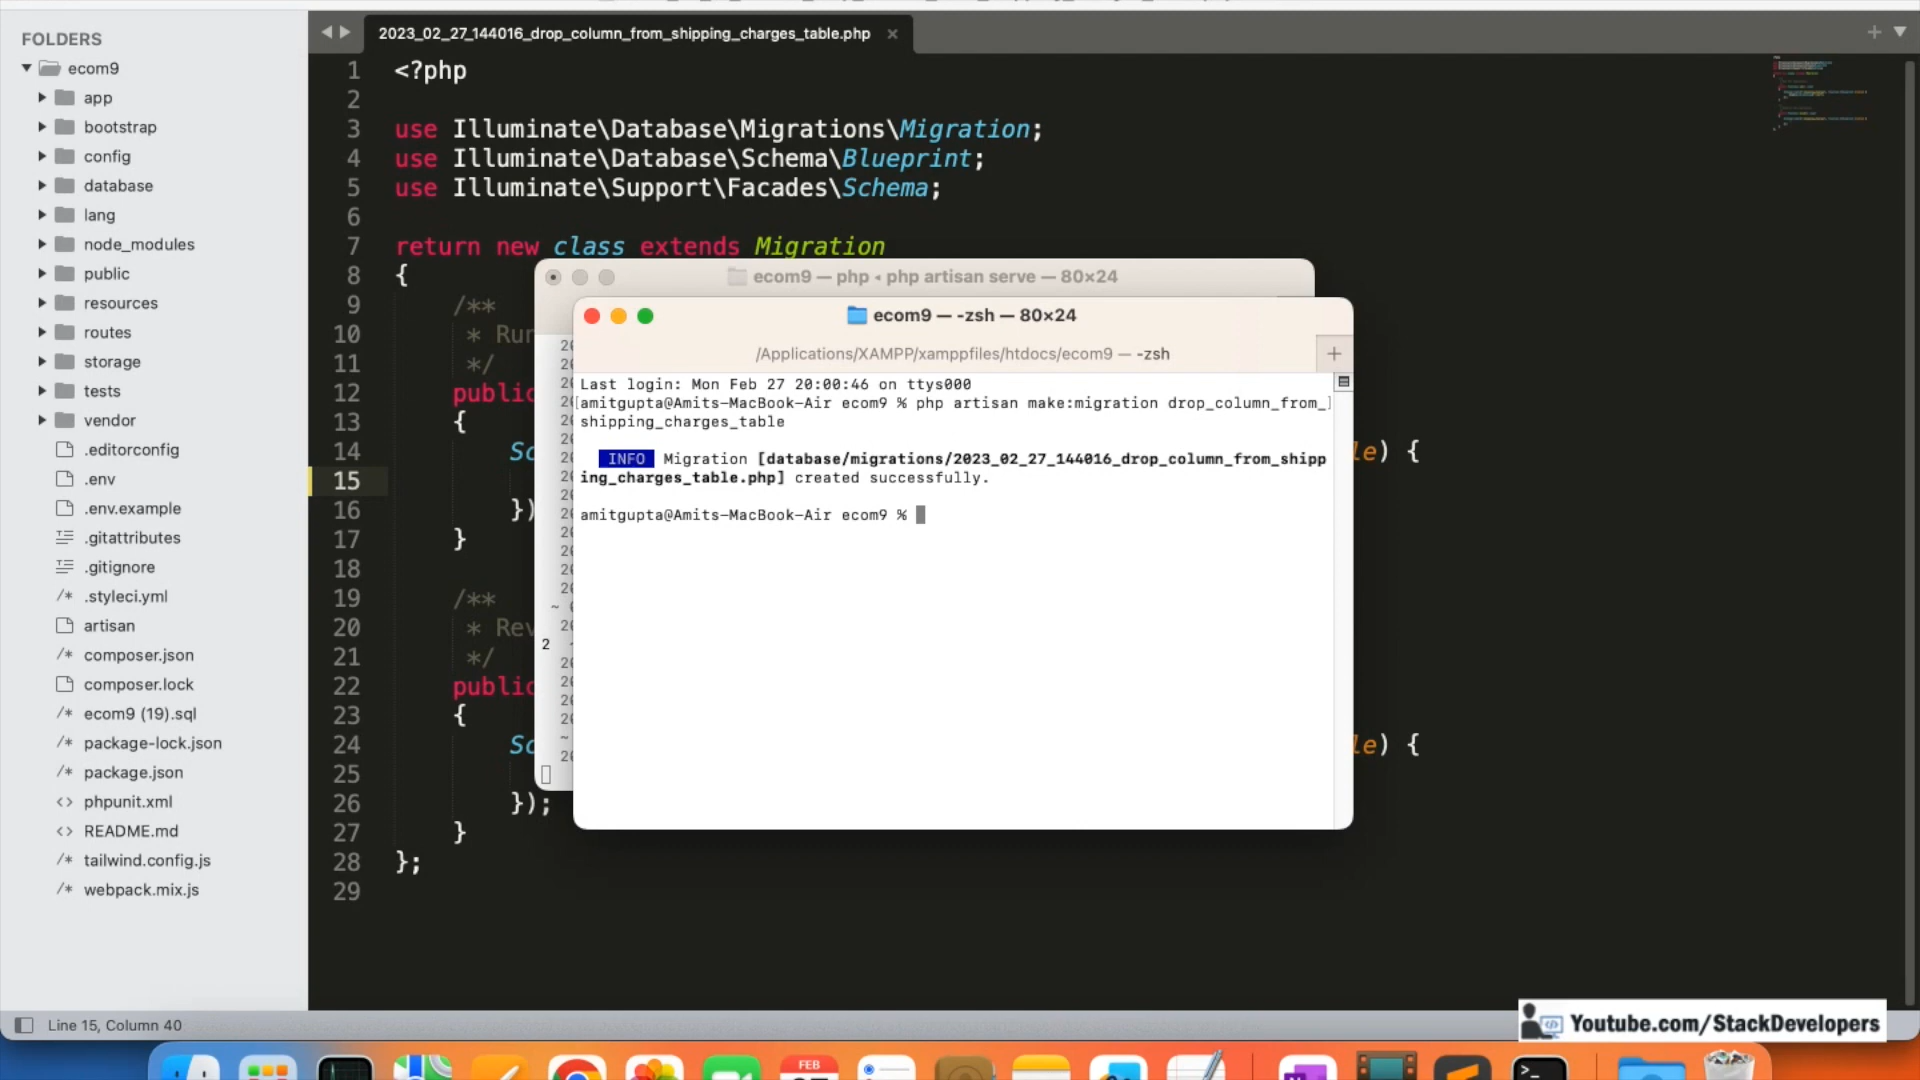 FOLDERS
ecom9
app
bootstrap
config
database
lang
node_modules
public
resources
routes
storage
tests
vendor
.editorconfig
.env
.env.example
.gitattributes
.gitignore
.styleci.yml
artisan
composer.json
composer.lock
ecom9 (19).sql
package-lock.json
package.json
phpunit.xml
README.md
tailwind.config.js
webpack.mix.js
2023_02_27_144016_drop_column_from_shipping_charges_table.php
1 <?php
2
3 use Illuminate\Database\Migrations\Migration;
4 use Illuminate\Database\Schema\Blueprint;
5 use Illuminate\Support\Facades\Schema;
6
7 return new class extends Migration
8 {
9 /**
10 * Run
11 */
12 public
13 {
14 Sc le) {
15
16 })
17 }
18
19 /**
20 * Rev
21 */
22 public
23 {
24 Sc le) {
25
26 });
27 }
28 };
29
ecom9 — php ◂ php artisan serve — 80×24
ecom9 — -zsh — 80×24
/Applications/XAMPP/xamppfiles/htdocs/ecom9 — -zsh
Last login: Mon Feb 27 20:00:46 on ttys000
[amitgupta@Amits-MacBook-Air ecom9 % php artisan make:migration drop_column_from_]
shipping_charges_table
INFO Migration [database/migrations/2023_02_27_144016_drop_column_from_shipp
ing_charges_table.php] created successfully.
amitgupta@Amits-MacBook-Air ecom9 %
Line 15, Column 40
Youtube.com/StackDevelopers
FEB